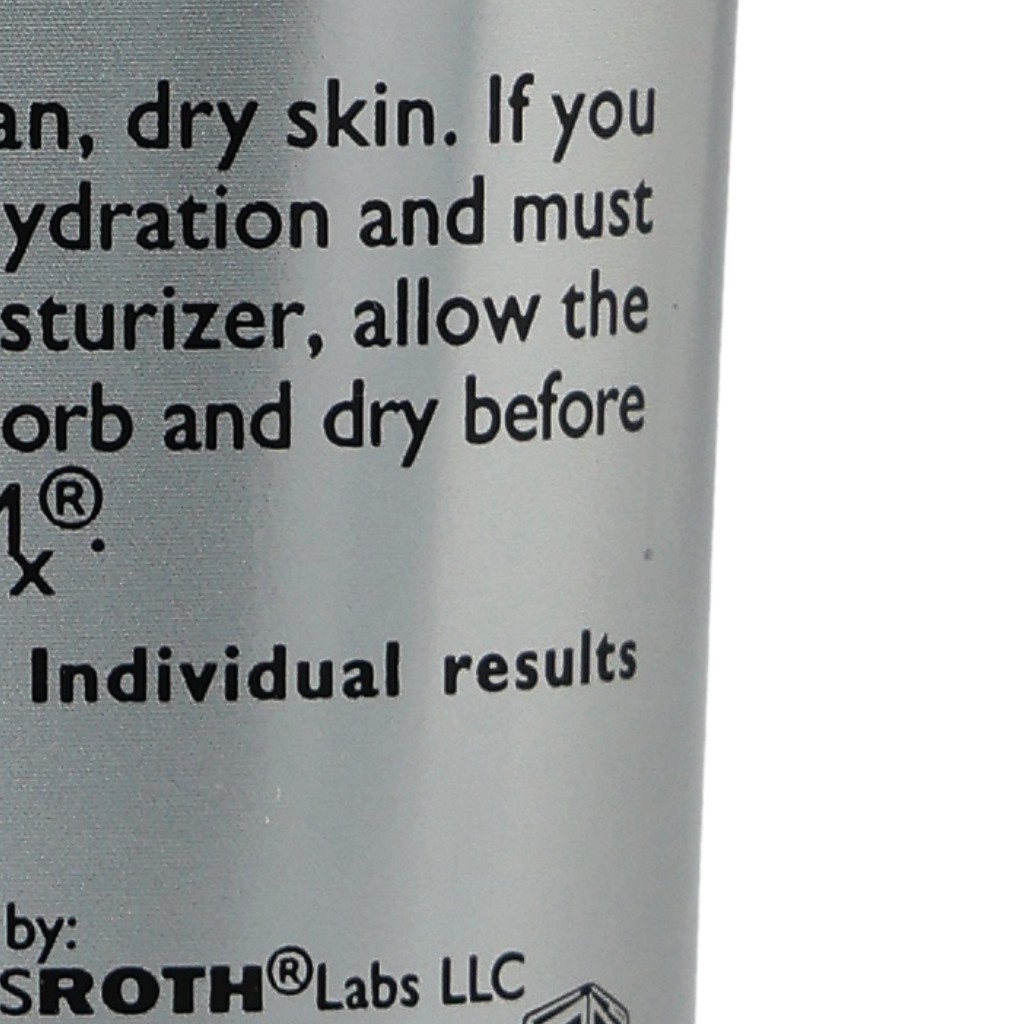 an, dry skin. If you
ydration and must
sturizer, allow the
orb and dry before
1x®.
Individual results
by:
SROTH® Labs LLC